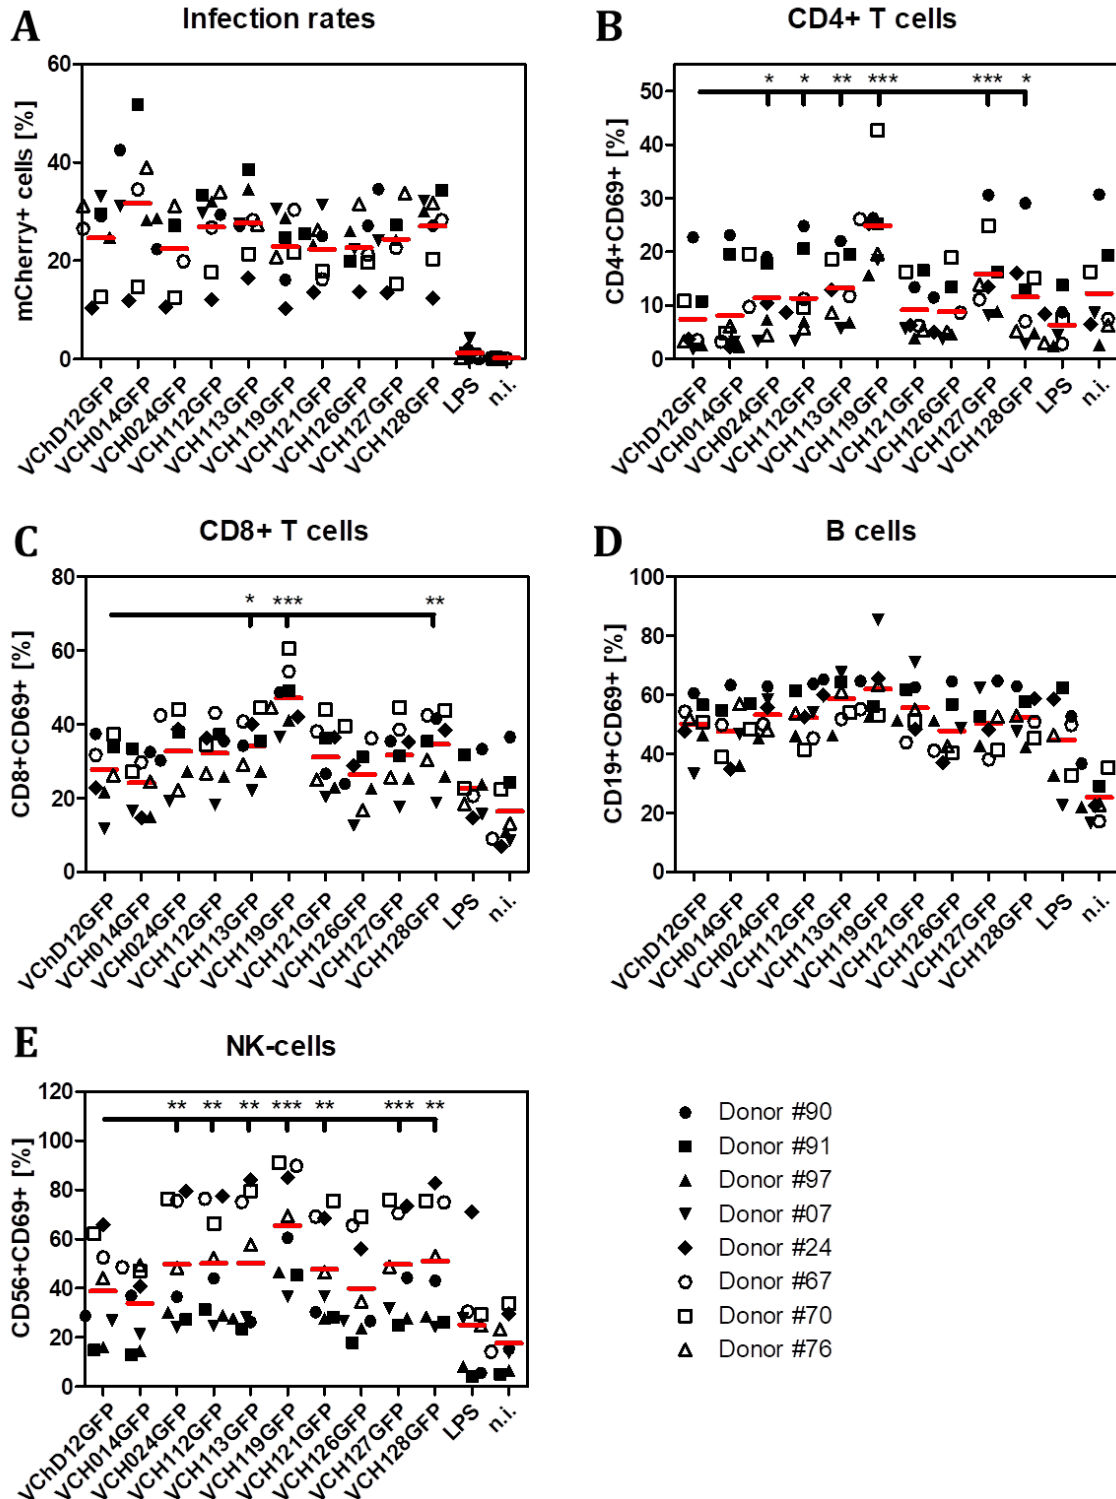 A
Infection rates
mCherry+ cells [%]
60
40
20
0
VChD12GFP
VCH014GFP
VCH024GFP
VCH112GFP
VCH113GFP
VCH119GFP
VCH121GFP
VCH126GFP
VCH127GFP
VCH128GFP
LPS
n.i.
B
CD4+ T cells
CD4+CD69+ [%]
50
40
30
20
10
0
* * ** *** *** *
VChD12GFP
VCH014GFP
VCH024GFP
VCH112GFP
VCH113GFP
VCH119GFP
VCH121GFP
VCH126GFP
VCH127GFP
VCH128GFP
LPS
n.i.
C
CD8+ T cells
CD8+CD69+ [%]
80
60
40
20
0
* *** **
VChD12GFP
VCH014GFP
VCH024GFP
VCH112GFP
VCH113GFP
VCH119GFP
VCH121GFP
VCH126GFP
VCH127GFP
VCH128GFP
LPS
n.i.
D
B cells
CD19+CD69+ [%]
100
80
60
40
20
0
VChD12GFP
VCH014GFP
VCH024GFP
VCH112GFP
VCH113GFP
VCH119GFP
VCH121GFP
VCH126GFP
VCH127GFP
VCH128GFP
LPS
n.i.
E
NK-cells
CD56+CD69+ [%]
120
100
80
60
40
20
0
** ** ** *** ** *** **
VChD12GFP
VCH014GFP
VCH024GFP
VCH112GFP
VCH113GFP
VCH119GFP
VCH121GFP
VCH126GFP
VCH127GFP
VCH128GFP
LPS
n.i.
Donor #90
Donor #91
Donor #97
Donor #07
Donor #24
Donor #67
Donor #70
Donor #76